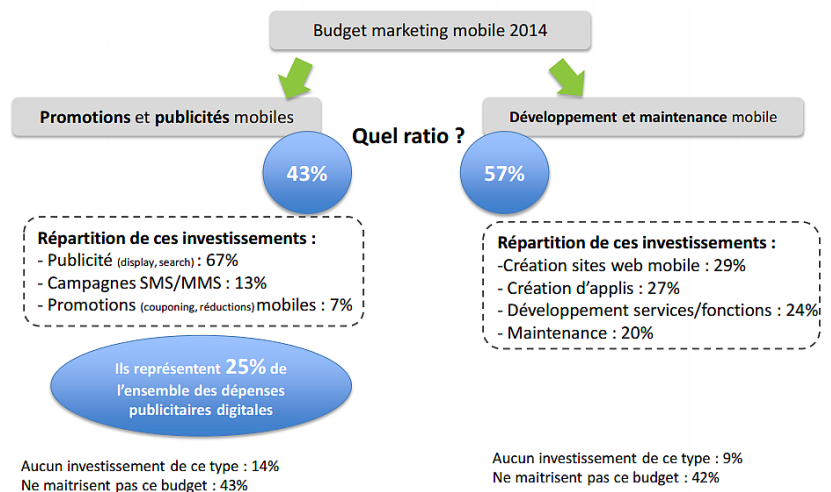 Budget marketing mobile 2014
Promotions et publicités mobiles
Développement et maintenance mobile
Quel ratio ?
43%
57%
Répartition de ces investissements :
- Publicité (display, search) : 67%
- Campagnes SMS/MMS : 13%
- Promotions (couponing, réductions) mobiles : 7%
Répartition de ces investissements :
-Création sites web mobile : 29%
- Création d’applis : 27%
- Développement services/fonctions : 24%
- Maintenance : 20%
Ils représentent 25% de
l’ensemble des dépenses
publicitaires digitales
Aucun investissement de ce type : 14%
Ne maitrisent pas ce budget : 43%
Aucun investissement de ce type : 9%
Ne maitrisent pas ce budget : 42%